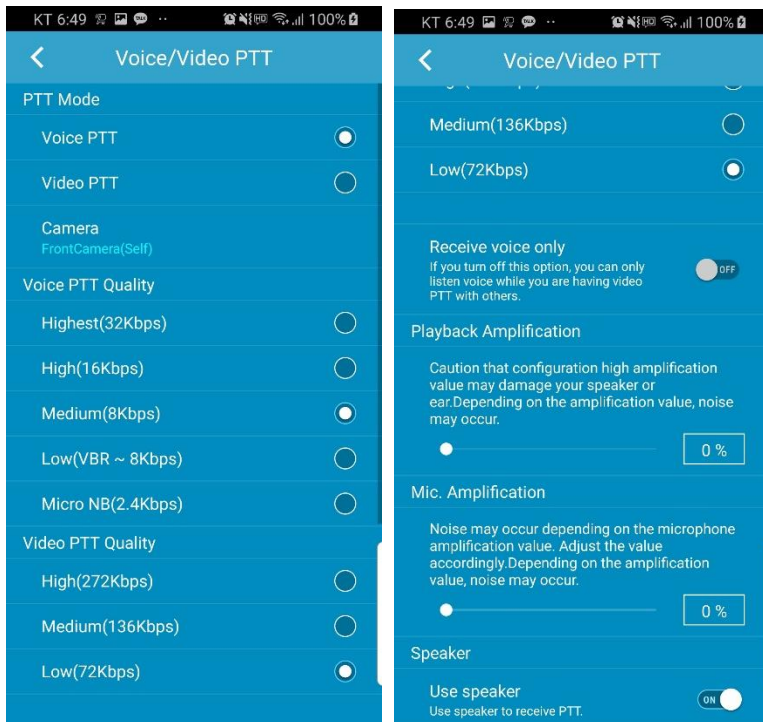 KT 6:49
100%
Voice/Video PTT
PTT Mode
Voice PTT
Video PTT
Camera
FrontCamera(Self)
Voice PTT Quality
Highest(32Kbps)
High(16Kbps)
Medium(8Kbps)
Low(VBR ~ 8Kbps)
Micro NB(2.4Kbps)
Video PTT Quality
High(272Kbps)
Medium(136Kbps)
Low(72Kbps)
KT 6:49
100%
Voice/Video PTT
Medium(136Kbps)
Low(72Kbps)
Receive voice only
If you turn off this option, you can only
listen voice while you are having video
PTT with others.
OFF
Playback Amplification
Caution that configuration high amplification
value may damage your speaker or
ear.Depending on the amplification value, noise
may occur.
0 %
Mic. Amplification
Noise may occur depending on the microphone
amplification value. Adjust the value
accordingly.Depending on the amplification
value, noise may occur.
0 %
Speaker
Use speaker
Use speaker to receive PTT.
ON